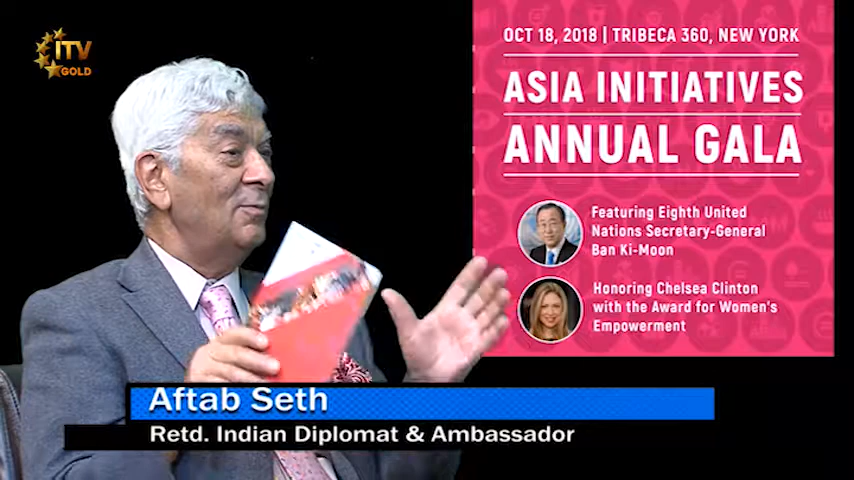 ITV
GOLD
OCT 18, 2018 | TRIBECA 360, NEW YORK
ASIA INITIATIVES
ANNUAL GALA
Featuring Eighth United
Nations Secretary-General
Ban Ki-Moon
Honoring Chelsea Clinton
with the Award for Women's
Empowerment
Aftab Seth
Retd. Indian Diplomat & Ambassador